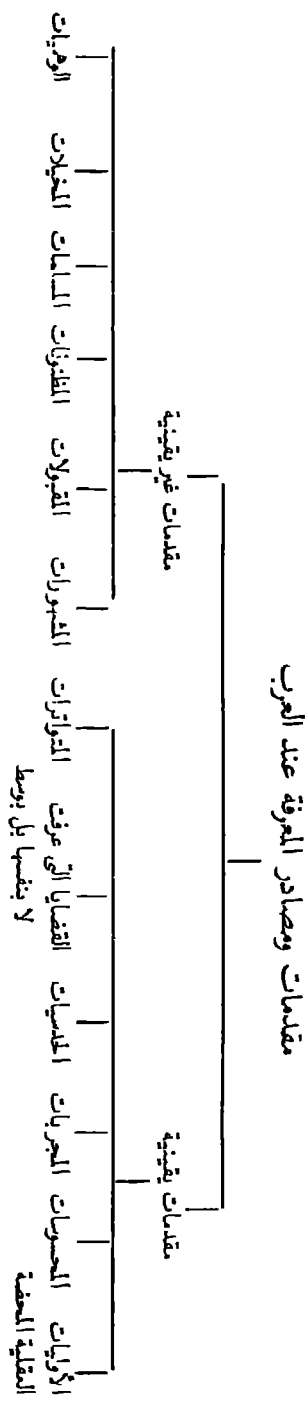 مقدمات ومصادر المعرفة عند العرب
مقدمات يقينية
مقدمات غير يقينية
الأوليات
العقلية المحضة
المحسوسات
المجربات
الحدسيات
القضايا التي عرفت
لا بنفسها بل بوسط
المتواترات
المشهورات
المقبولات
المظنونات
المسلمات
المخيلات
الوهميات